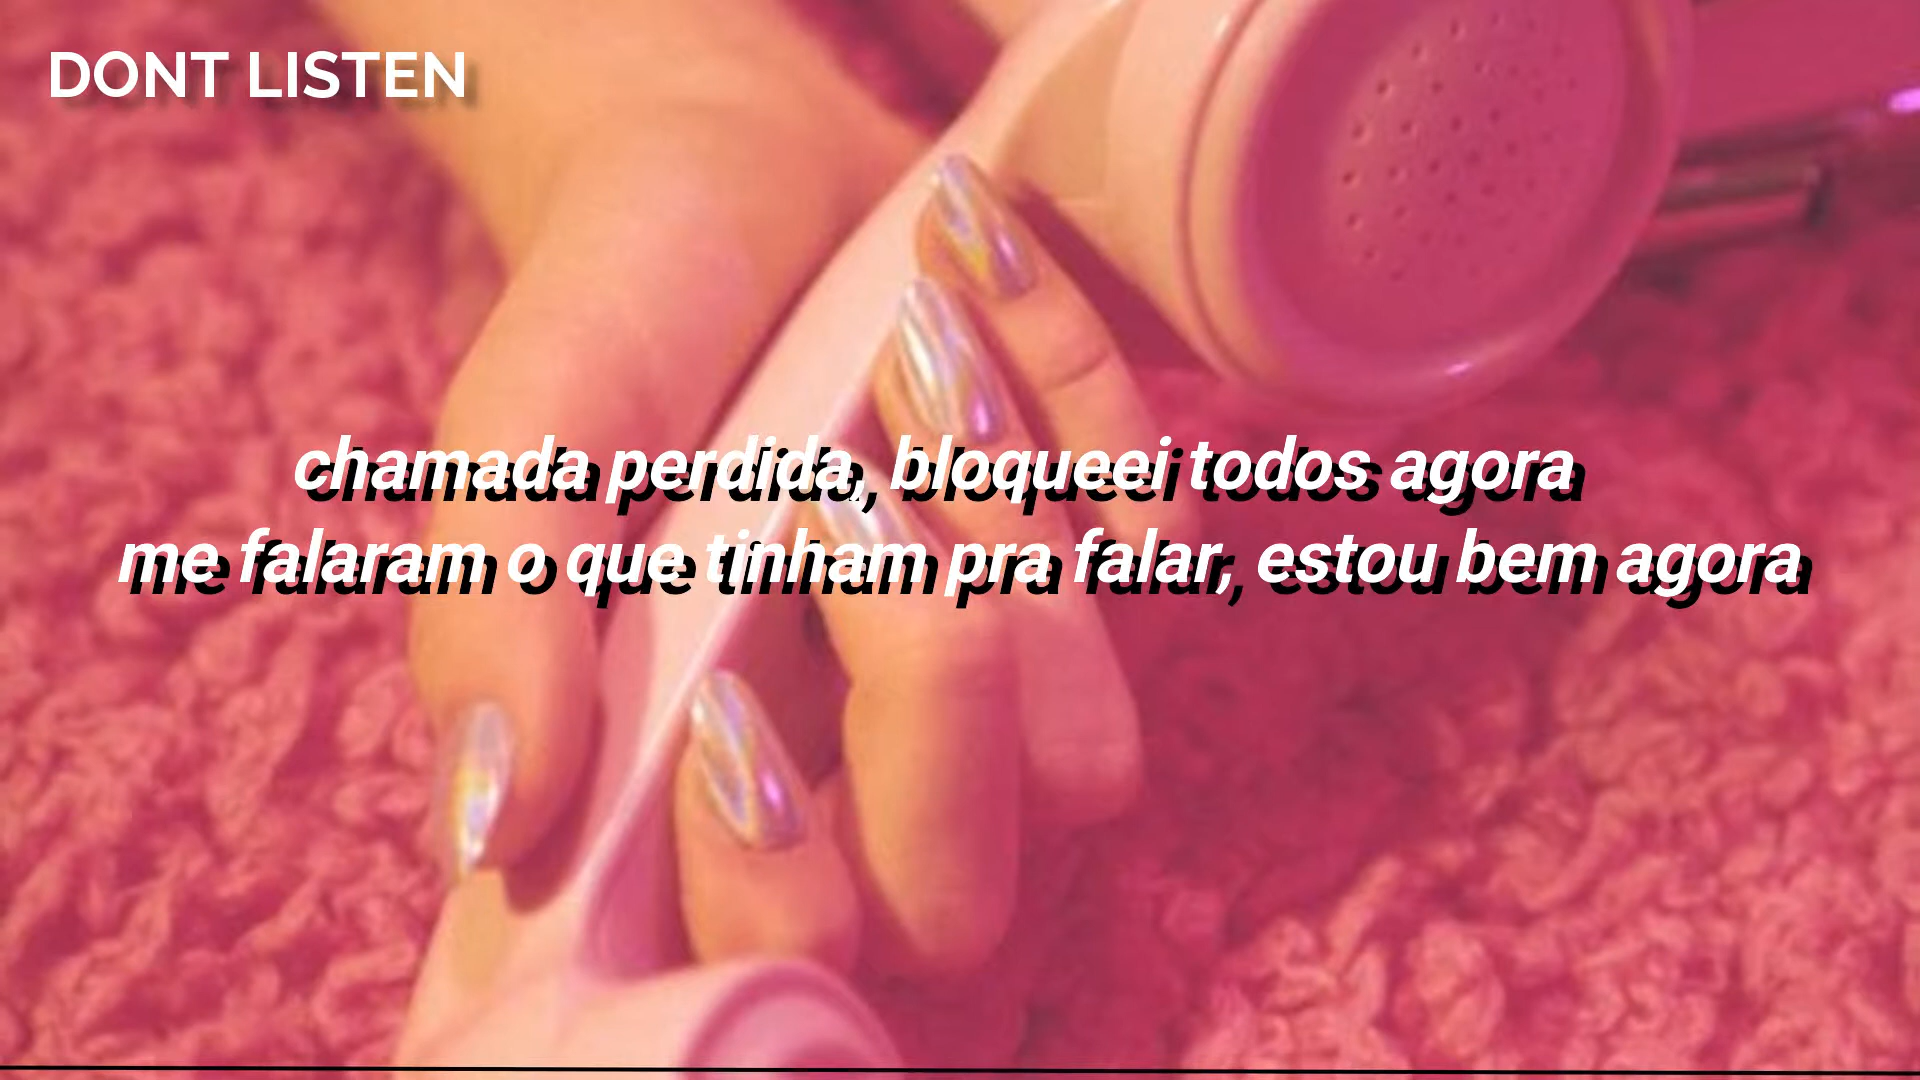 DONT LISTEN
chamada perdida, bloqueei todos agora
me falaram o que tinham pra falar, estou bem agora